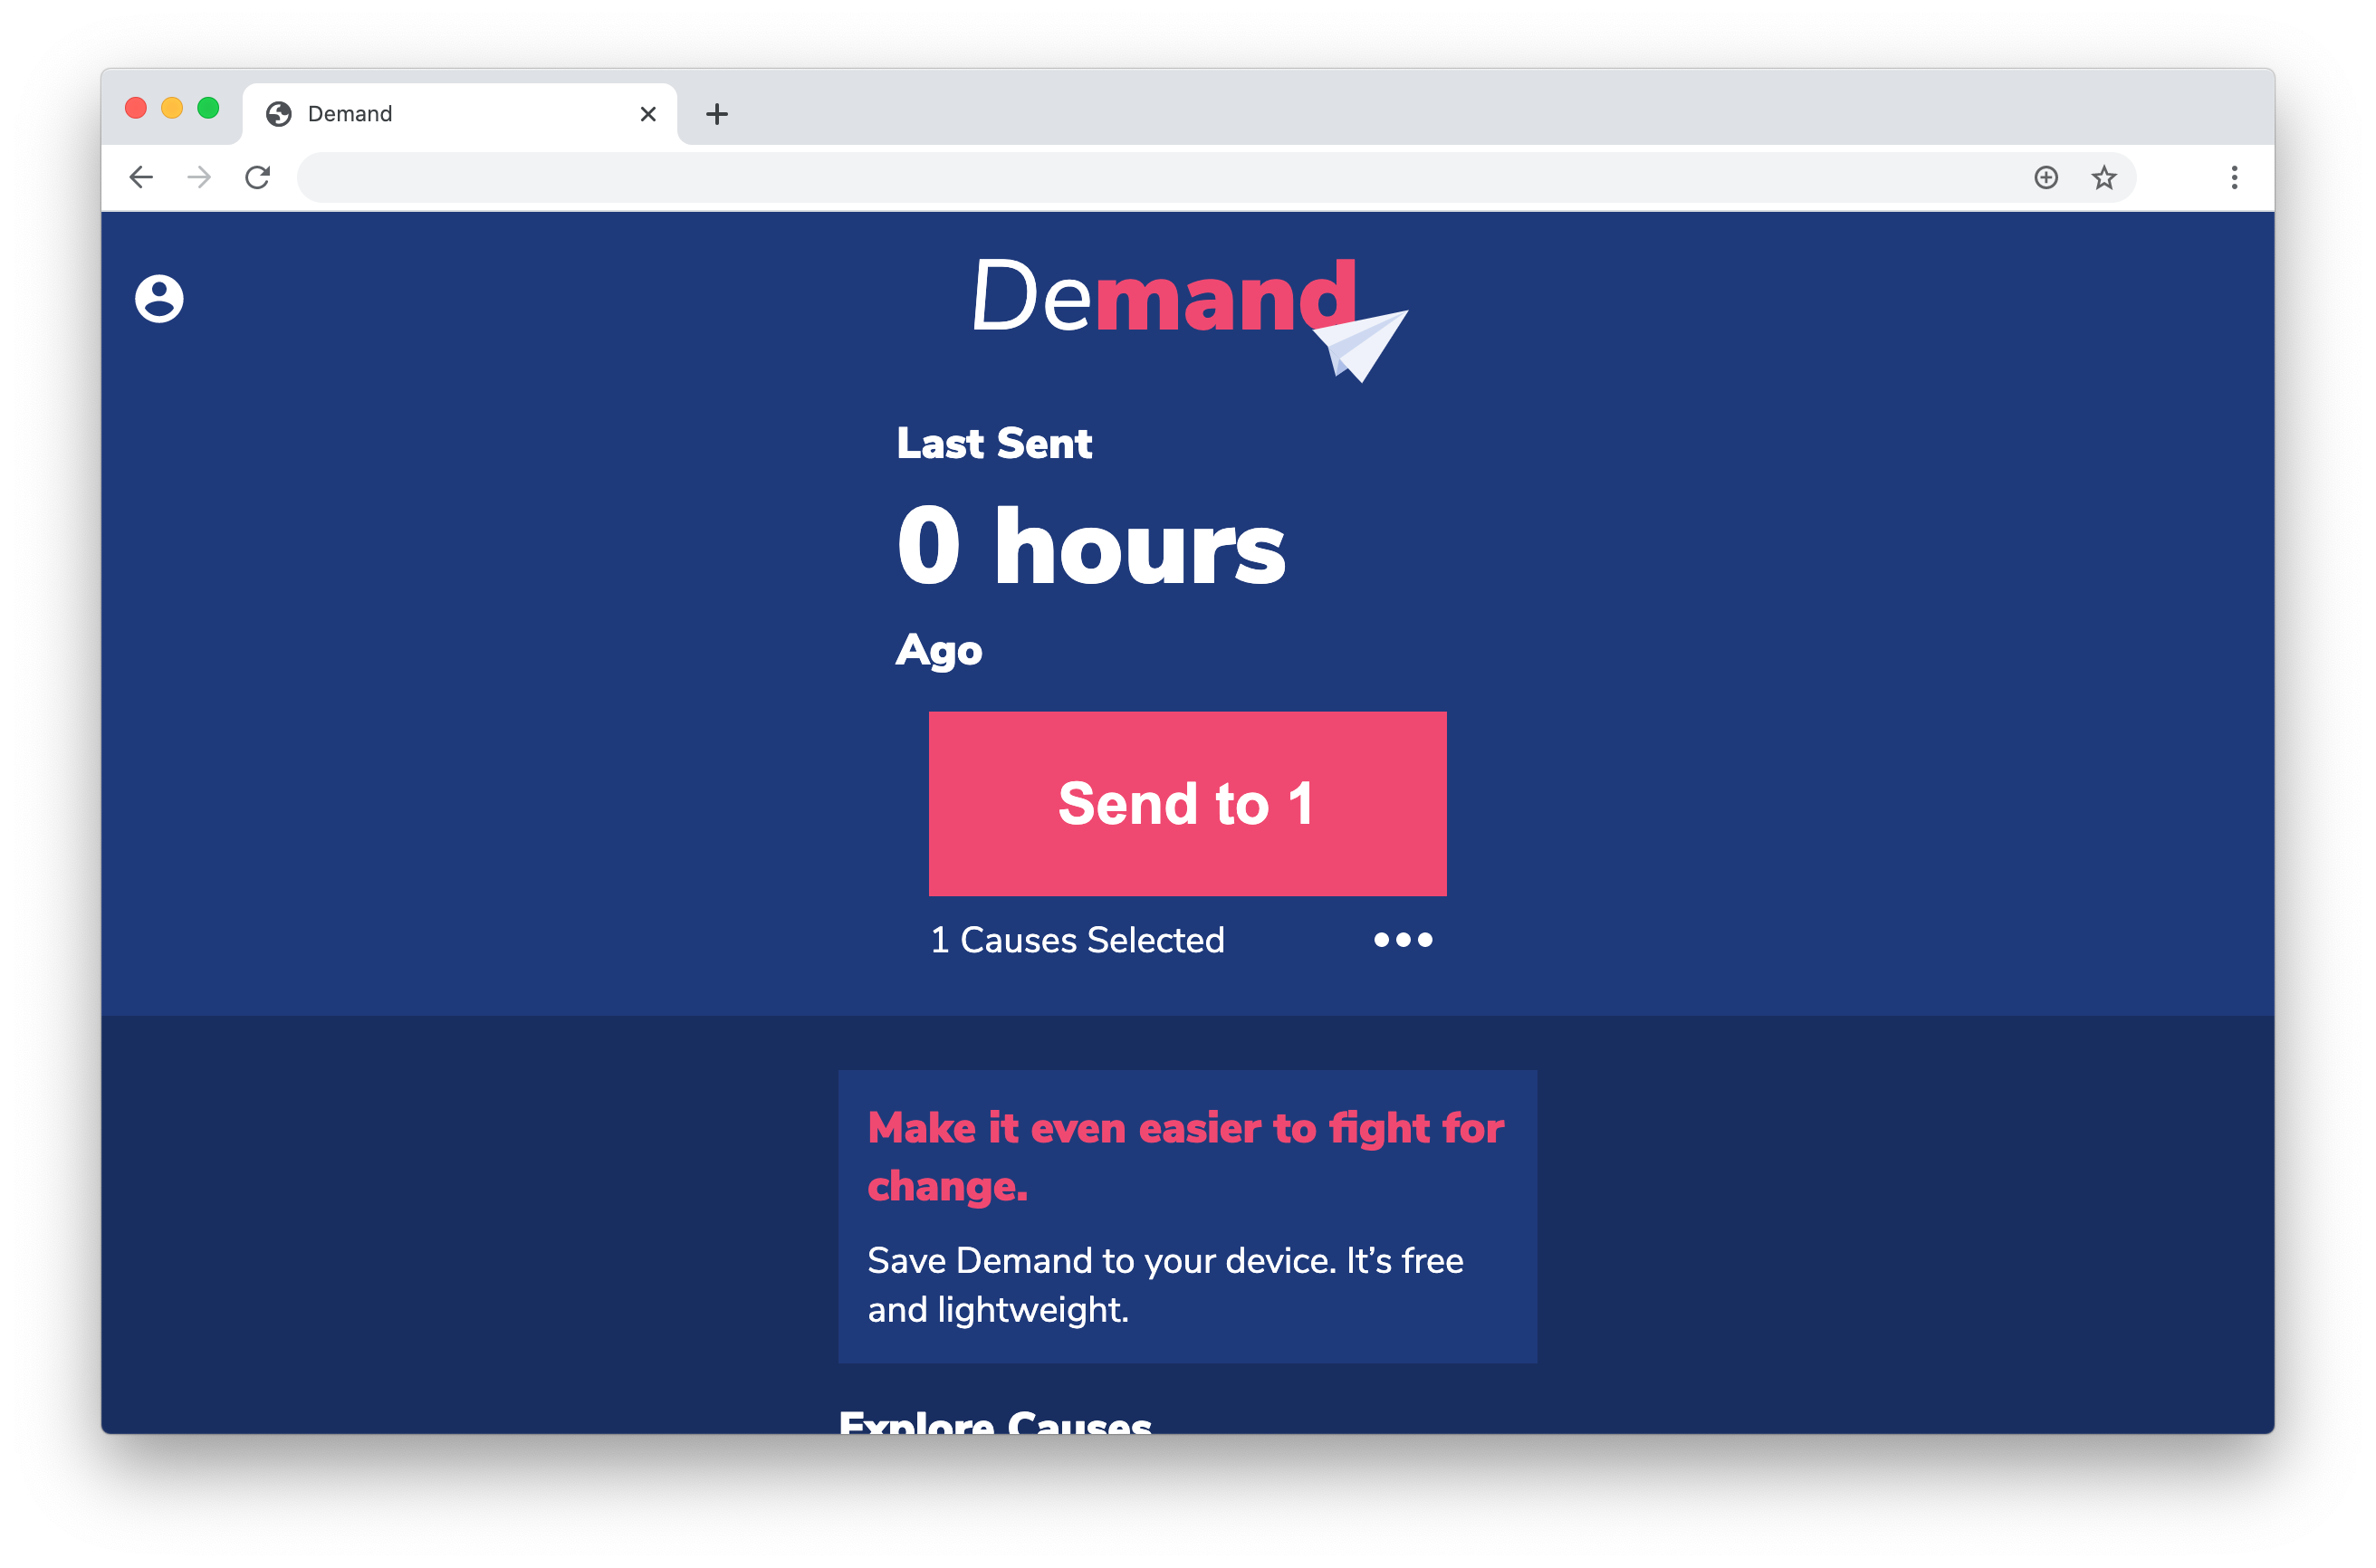 Demand
Demand
Last Sent
0 hours
Ago
Send to 1
1 Causes Selected
Make it even easier to fight for
change.
Save Demand to your device. It’s free
and lightweight.
Explore Causes